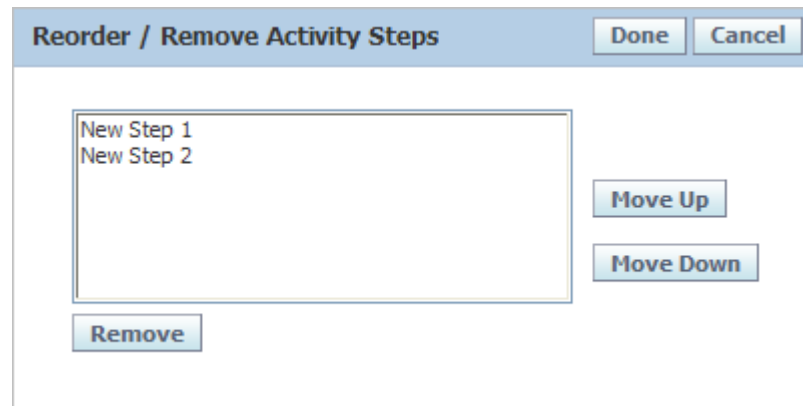 Reorder / Remove Activity Steps Done Cancel
New Step 1
New Step 2
Move Up
Move Down
Remove